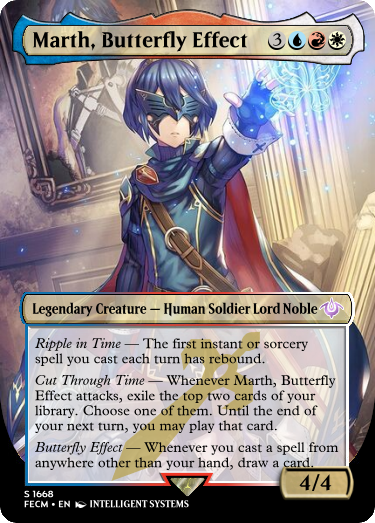 Marth, Butterfly Effect 3
Legendary Creature — Human Soldier Lord Noble
Ripple in Time — The first instant or sorcery
spell you cast each turn has rebound.
Cut Through Time — Whenever Marth, Butterfly
Effect attacks, exile the top two cards of your
library. Choose one of them. Until the end of
your next turn, you may play that card.
Butterfly Effect — Whenever you cast a spell from
anywhere other than your hand, draw a card.
4/4
S 1668
FECM • EN INTELLIGENT SYSTEMS